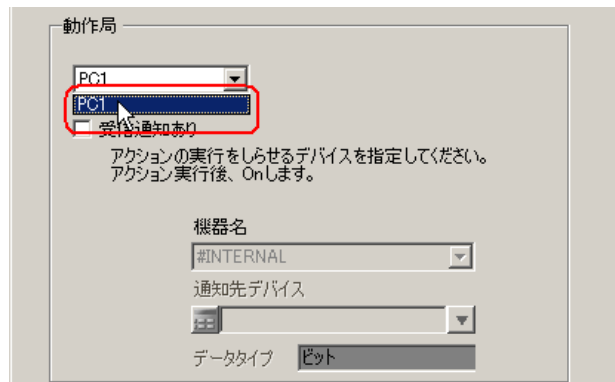 動作局
PC1
PC1
受信通知あり
アクションの実行をしらせるデバイスを指定してください。
アクション実行後、Onします。
機器名
#INTERNAL
通知先デバイス
データタイプ ビット